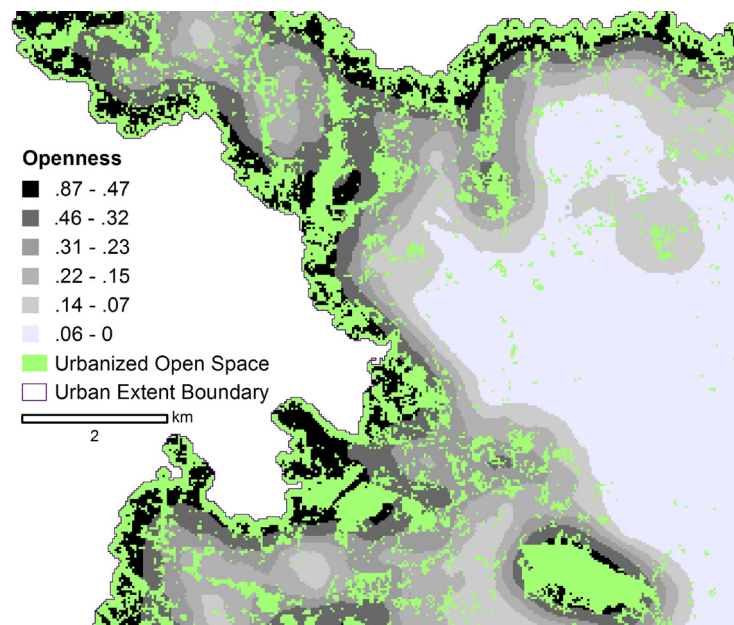 Openness
.87 - .47
.46 - .32
.31 - .23
.22 - .15
.14 - .07
.06 - 0
Urbanized Open Space
Urban Extent Boundary
km
2